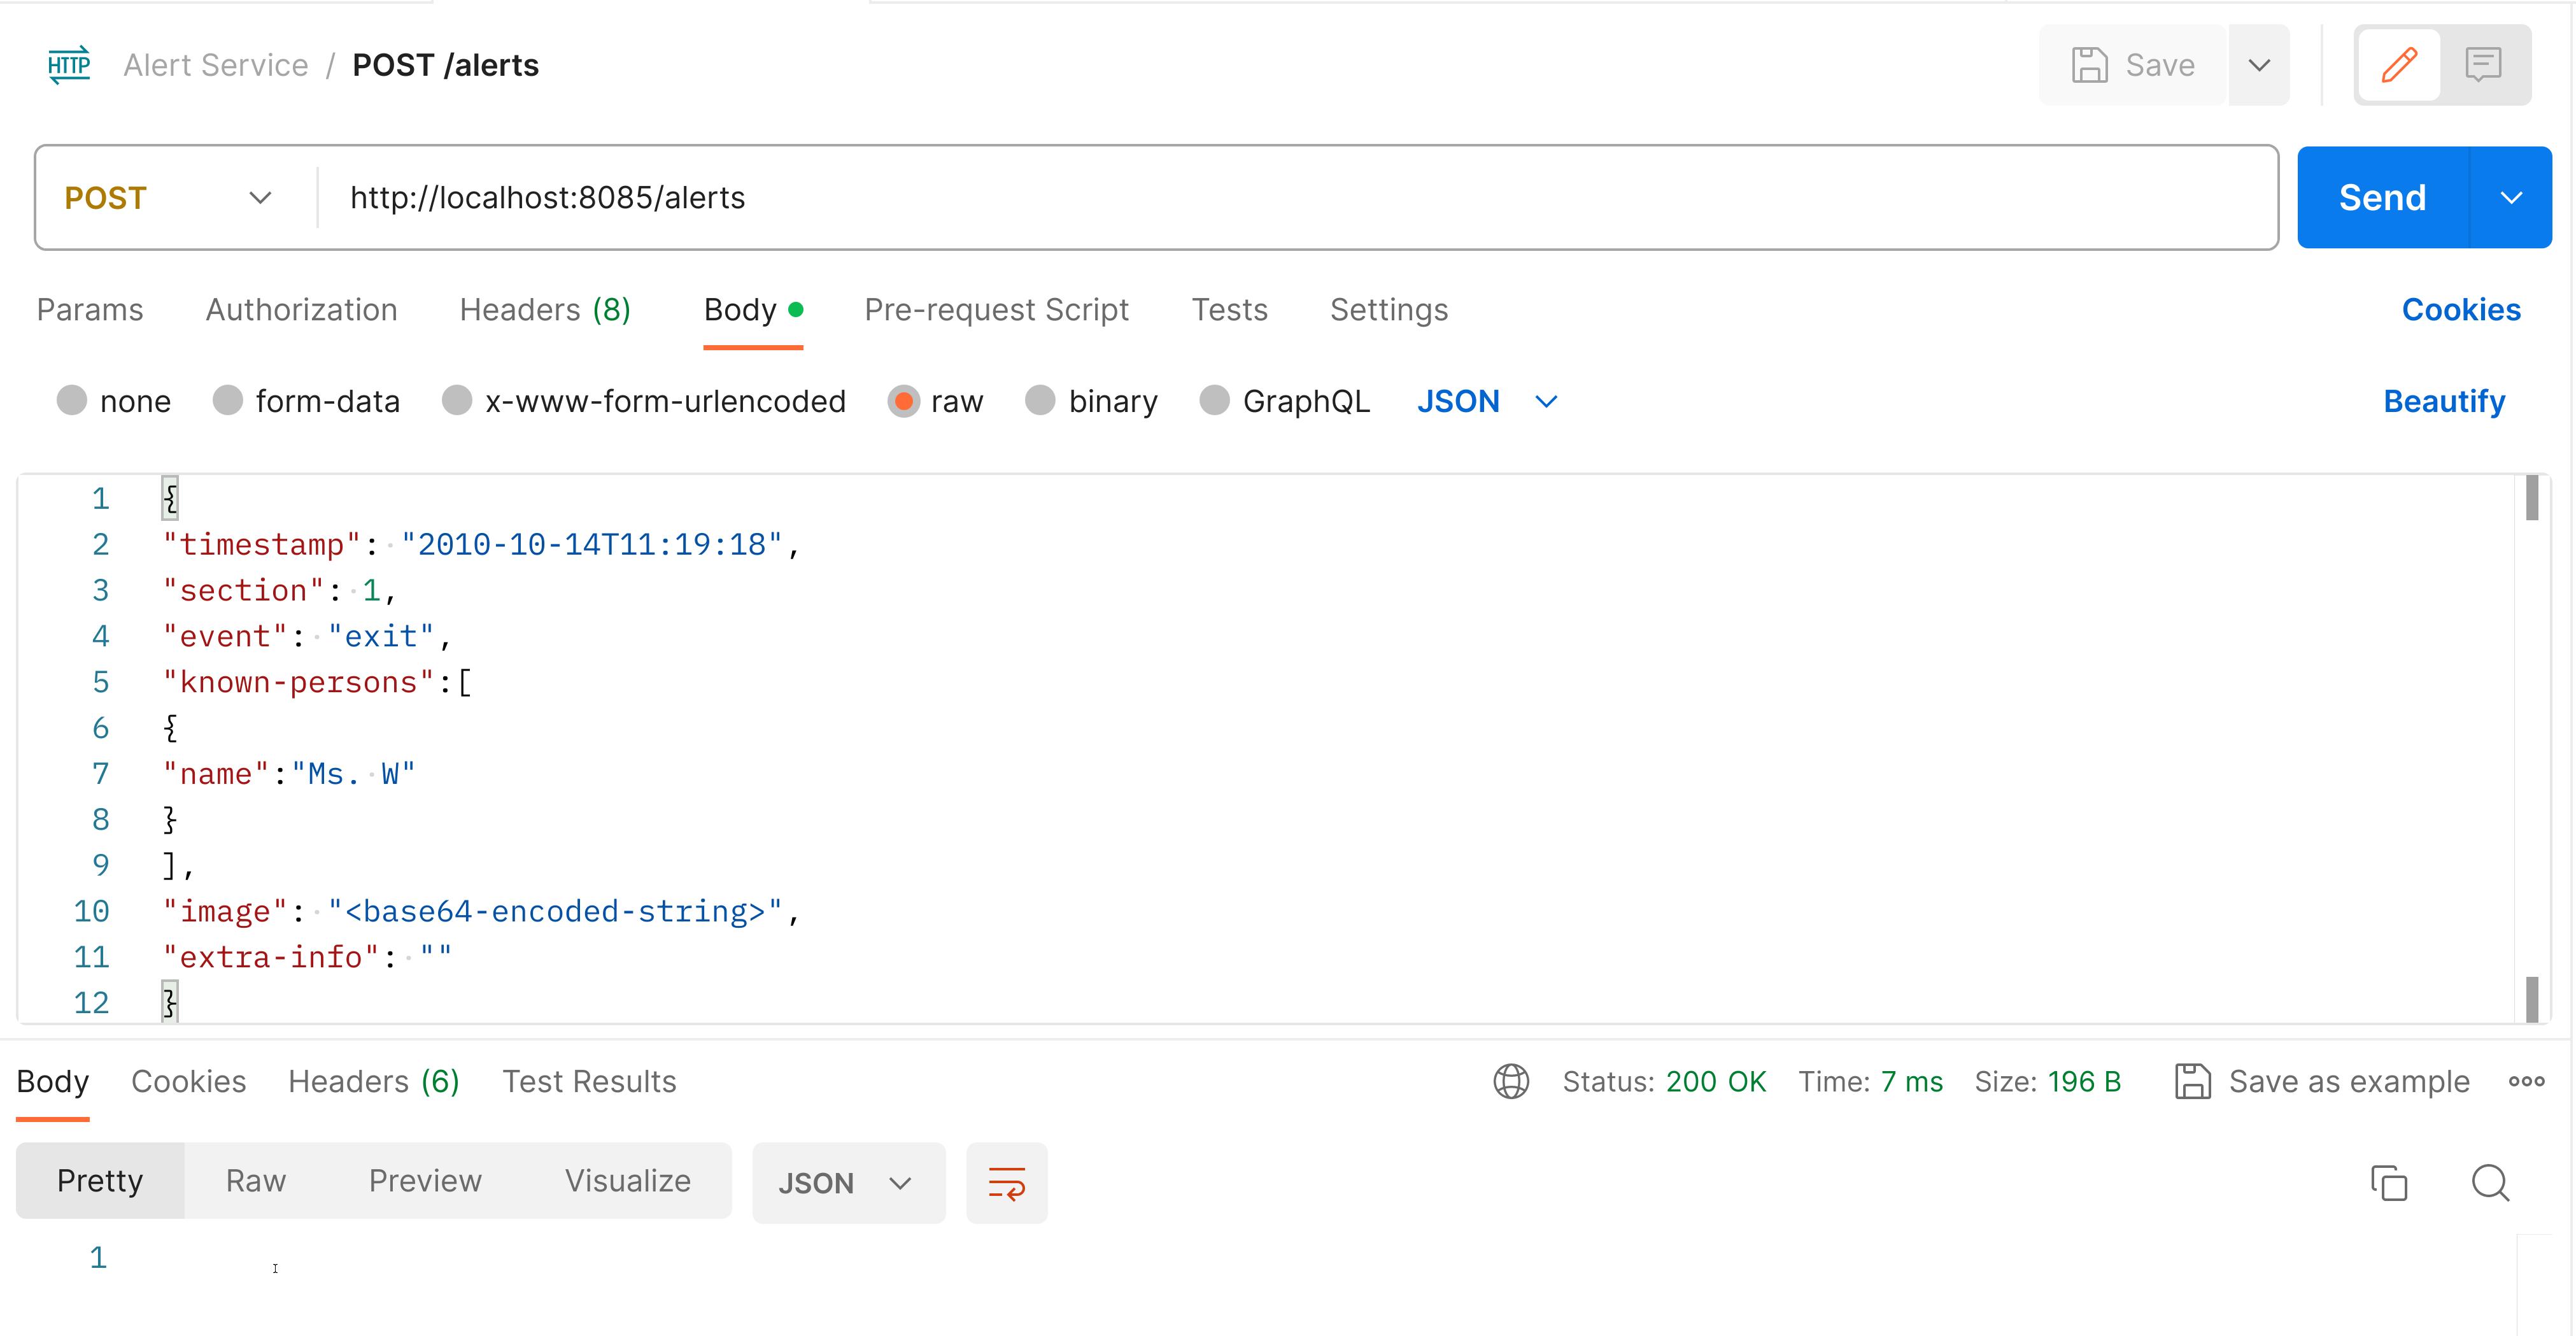 HTTP Alert Service / POST /alerts Save
POST http://localhost:8085/alerts Send
Params Authorization Headers (8) Body Pre-request Script Tests Settings Cookies
none form-data x-www-form-urlencoded raw binary GraphQL JSON Beautify
1 {
2 "timestamp": "2010-10-14T11:19:18",
3 "section": 1,
4 "event": "exit",
5 "known-persons":[
6 {
7 "name":"Ms. W"
8 }
9 ],
10 "image": "<base64-encoded-string>",
11 "extra-info": ""
12 }
Body Cookies Headers (6) Test Results Status: 200 OK Time: 7 ms Size: 196 B Save as example
Pretty Raw Preview Visualize JSON
1